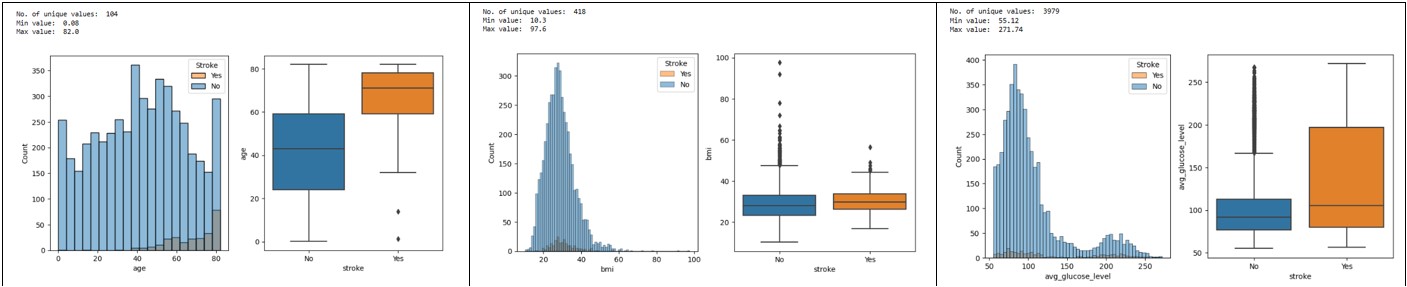 No. of unique values: 104
Min value: 0.08
Max value: 82.0
Count
350
300
250
200
150
100
50
0
0 20 40 60 80
age
Stroke
Yes
No
age
80
60
40
20
0
No Yes
stroke
No. of unique values: 418
Min value: 10.3
Max value: 97.6
Count
300
250
200
150
100
50
0
20 40 60 80 100
bmi
Stroke
Yes
No
bmi
100
80
60
40
20
No Yes
stroke
No. of unique values: 3979
Min value: 55.12
Max value: 271.74
Count
400
350
300
250
200
150
100
50
0
50 100 150 200 250
avg_glucose_level
Stroke
Yes
No
avg_glucose_level
250
200
150
100
50
No Yes
stroke